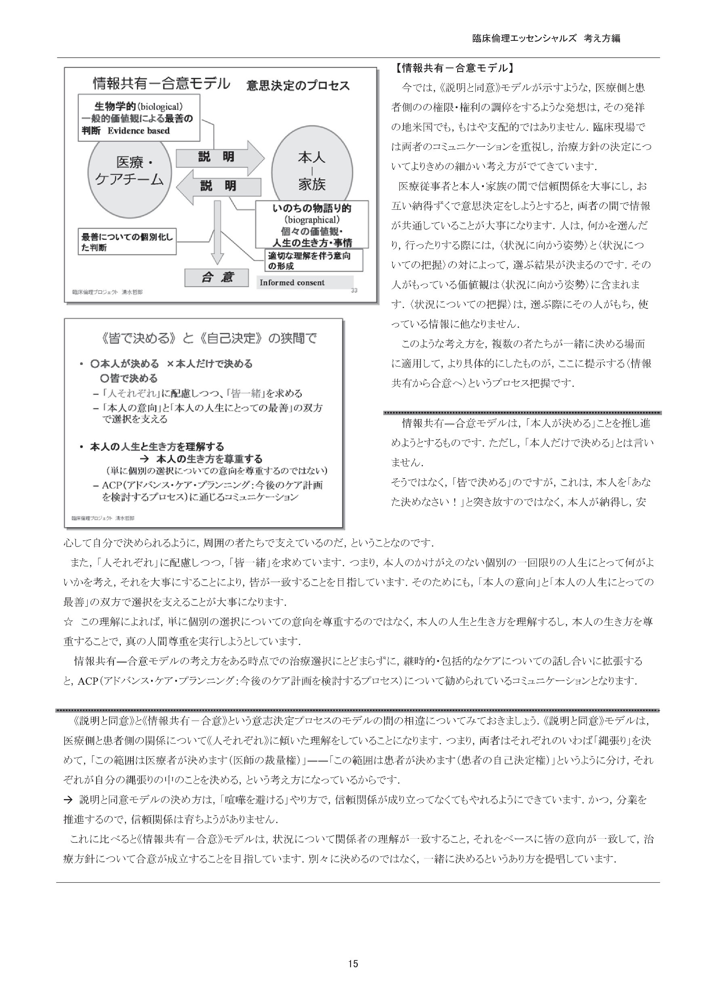 臨床倫理エッセンシャルズ 考え方編
情報共有－合意モデル 意思決定のプロセス
生物学的(biological)
一般的価値観による最善の
判断 Evidence based
医療・
ケアチーム
説 明
説 明
本人
｜
家族
いのちの物語り的
(biographical)
個々の価値観・
人生の生き方・事情
最善についての個別化し
た判断
適切な理解を伴う意向
の形成
合 意
Informed consent
臨床倫理プロジェクト 清水哲郎
33
《皆で決める》と《自己決定》の狭間で
・ ○本人が決める ×本人だけで決める
○皆で決める
–「人それぞれ」に配慮しつつ、「皆一緒」を求める
–「本人の意向」と「本人の人生にとっての最善」の双方
で選択を支える
・ 本人の人生と生き方を理解する
→ 本人の生き方を尊重する
（単に個別の選択についての意向を尊重するのではない）
– ACP（アドバンス・ケア・プランニング：今後のケア計画
を検討するプロセス）に通じるコミュニケーション
臨床倫理プロジェクト 清水哲郎
【情報共有－合意モデル】
今では，《説明と同意》モデルが示すような，医療側と患
者側のの権限・権利の調停をするような発想は，その発祥
の地米国でも，もはや支配的ではありません．臨床現場で
は両者のコミュニケーションを重視し，治療方針の決定につ
いてよりきめの細かい考え方がでてきています．
医療従事者と本人・家族の間で信頼関係を大事にし，お
互い納得ずくで意思決定をしようとすると，両者の間で情報
が共通していることが大事になります．人は，何かを選んだ
り，行ったりする際には，〈状況に向かう姿勢〉と〈状況につ
いての把握〉の対によって，選ぶ結果が決まるのです．その
人がもっている価値観は〈状況に向かう姿勢〉に含まれま
す．〈状況についての把握〉は，選ぶ際にその人がもち，使
っている情報に他なりません．
このような考え方を，複数の者たちが一緒に決める場面
に適用して，より具体的にしたものが，ここに提示する〈情報
共有から合意へ〉というプロセス把握です．
情報共有―合意モデルは，「本人が決める」ことを推し進
めようとするものです．ただし，「本人だけで決める」とは言い
ません．
そうではなく，「皆で決める」のですが，これは，本人を「あな
た決めなさい！」と突き放すのではなく，本人が納得し，安
心して自分で決められるように，周囲の者たちで支えているのだ，ということなのです．
また，「人それぞれ」に配慮しつつ，「皆一緒」を求めています．つまり，本人のかけがえのない個別の一回限りの人生にとって何がよ
いかを考え，それを大事にすることにより，皆が一致することを目指しています．そのためにも，「本人の意向」と「本人の人生にとっての
最善」の双方で選択を支えることが大事になります．
☆ この理解によれば，単に個別の選択についての意向を尊重するのではなく，本人の人生と生き方を理解するし，本人の生き方を尊
重することで，真の人間尊重を実行しようとしています．
情報共有―合意モデルの考え方をある時点での治療選択にとどまらずに，継時的・包括的なケアについての話し合いに拡張する
と，ACP（アドバンス・ケア・プランニング：今後のケア計画を検討するプロセス）について勧められているコミュニケーションとなります．
《説明と同意》と《情報共有－合意》という意志決定プロセスのモデルの間の相違についてみておきましょう．《説明と同意》モデルは，
医療側と患者側の関係について《人それぞれ》に傾いた理解をしていることになります．つまり，両者はそれぞれのいわば「縄張り」を決
めて，「この範囲は医療者が決めます（医師の裁量権）」――「この範囲は患者が決めます（患者の自己決定権）」というように分け，それ
ぞれが自分の縄張りの中のことを決める，という考え方になっているからです．
→ 説明と同意モデルの決め方は，「喧嘩を避ける」やり方で，信頼関係が成り立ってなくてもやれるようにできています．かつ，分業を
推進するので，信頼関係は育ちようがありません．
これに比べると《情報共有－合意》モデルは，状況について関係者の理解が一致すること，それをベースに皆の意向が一致して，治
療方針について合意が成立することを目指しています．別々に決めるのではなく，一緒に決めるというあり方を提唱しています．
15